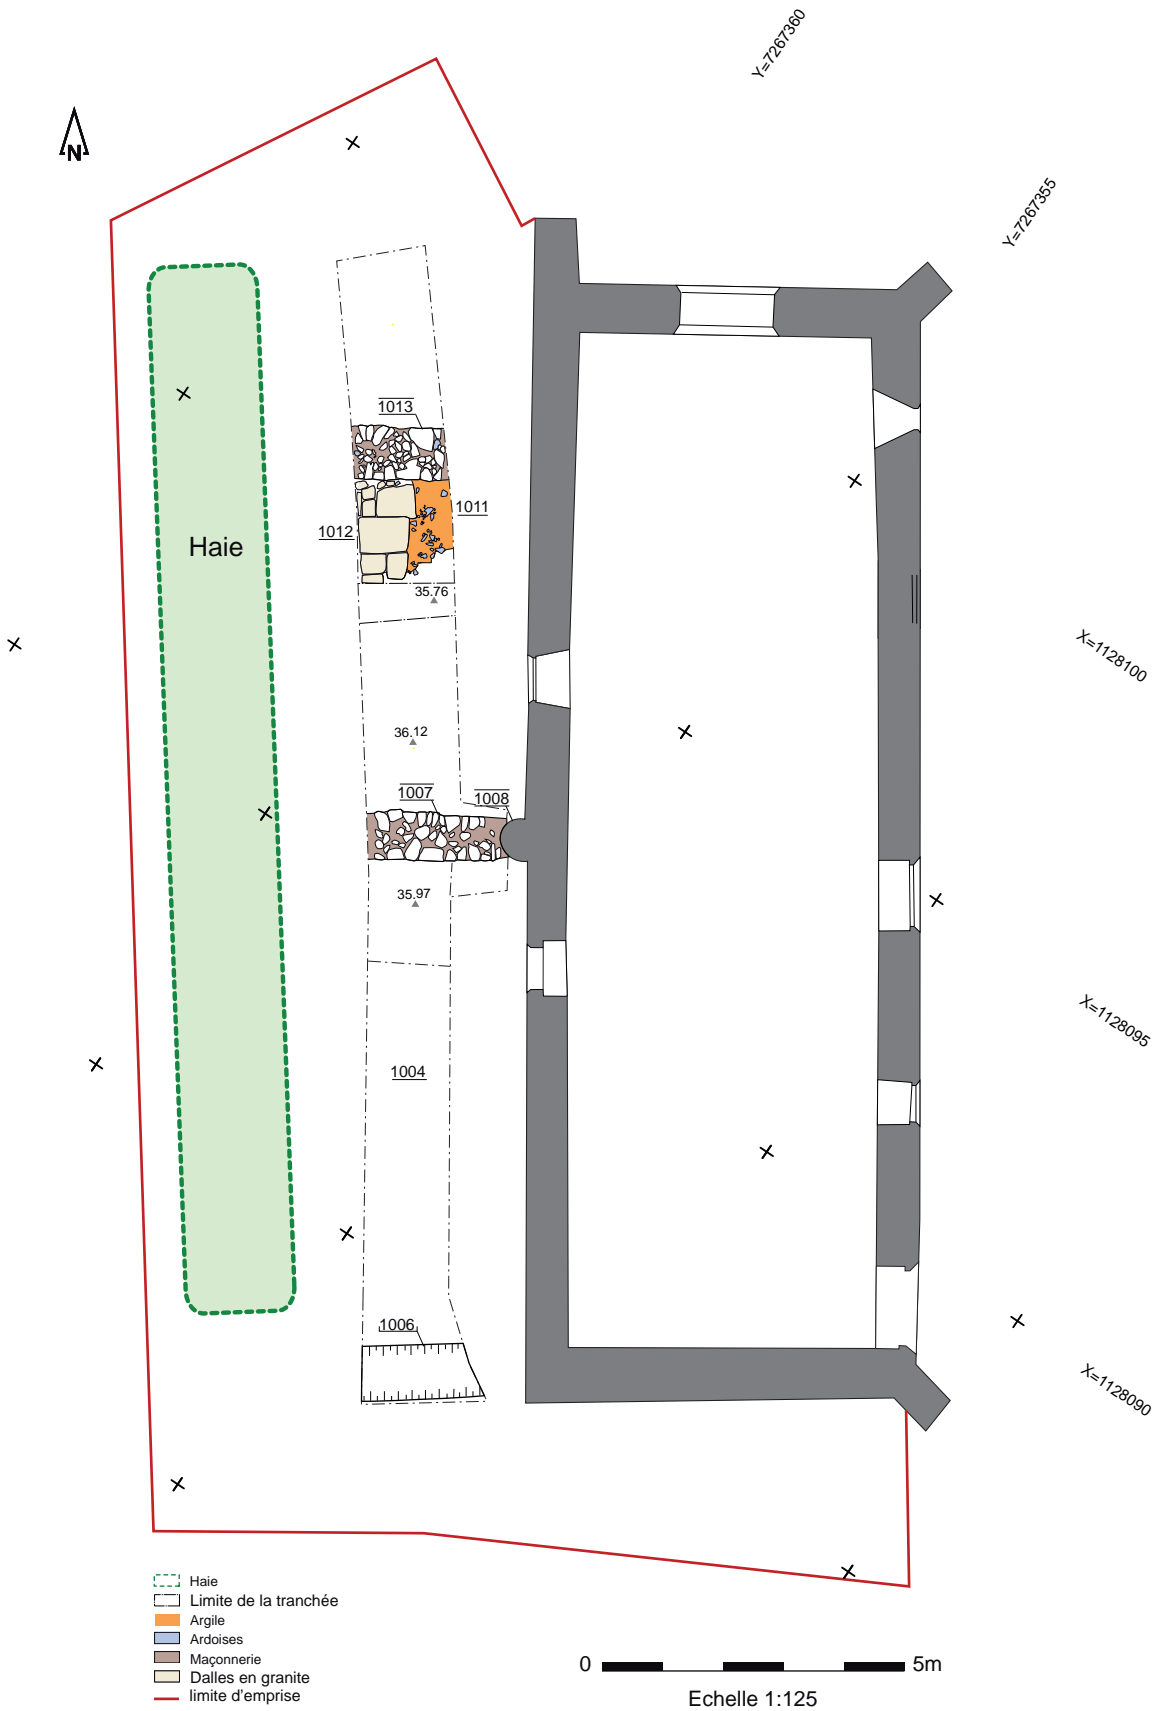 Y=7267360
N
Y=7267355
1013
1011
1012
Haie
35.76
X=1128100
36.12
1007
1008
35.97
X=1128095
1004
1006
X=1128090
Haie
Limite de la tranchée
Argile
Ardoises
Maçonnerie
Dalles en granite
limite d'emprise
0 5m
Echelle 1:125